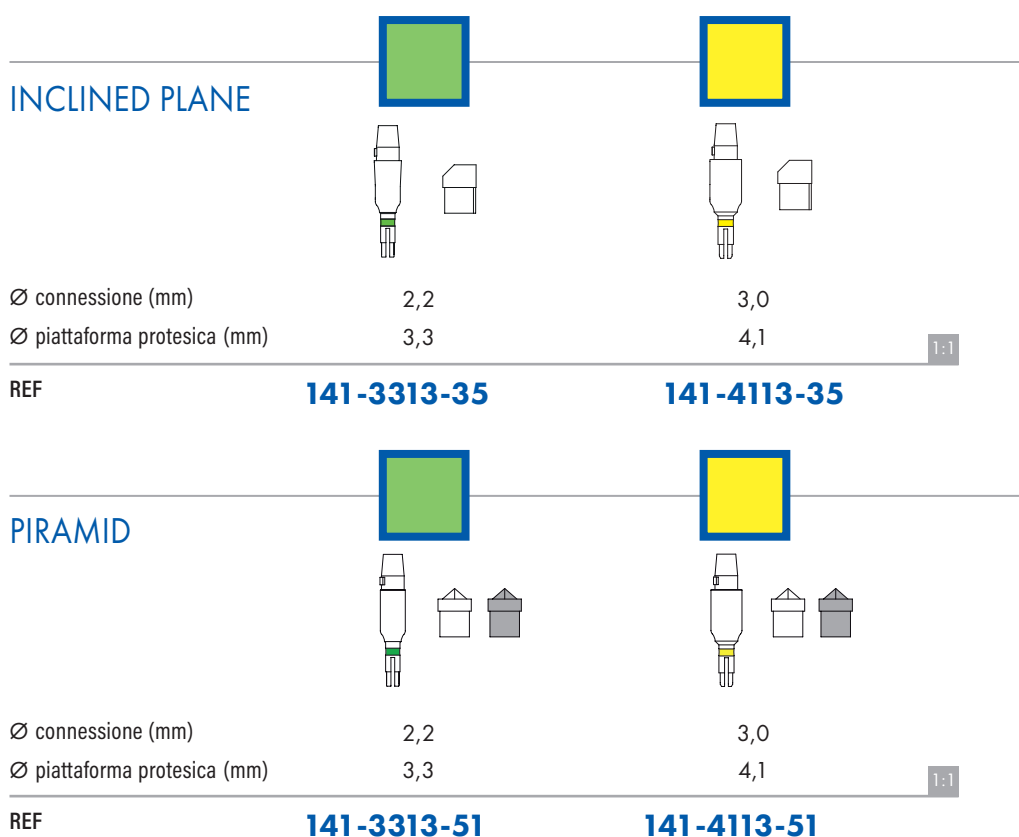 INCLINED PLANE
Ø connessione (mm) 2,2 3,0
Ø piattaforma protesica (mm) 3,3 4,1
1:1
REF 141-3313-35 141-4113-35
PIRAMID
Ø connessione (mm) 2,2 3,0
Ø piattaforma protesica (mm) 3,3 4,1
1:1
REF 141-3313-51 141-4113-51